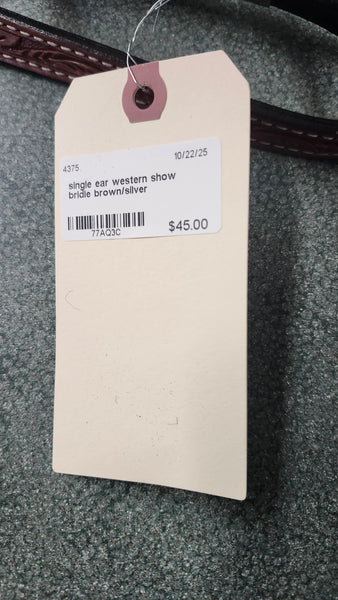 4375
10/22/25
single ear western show
bridle brown/silver
77AQ3C
$45.00